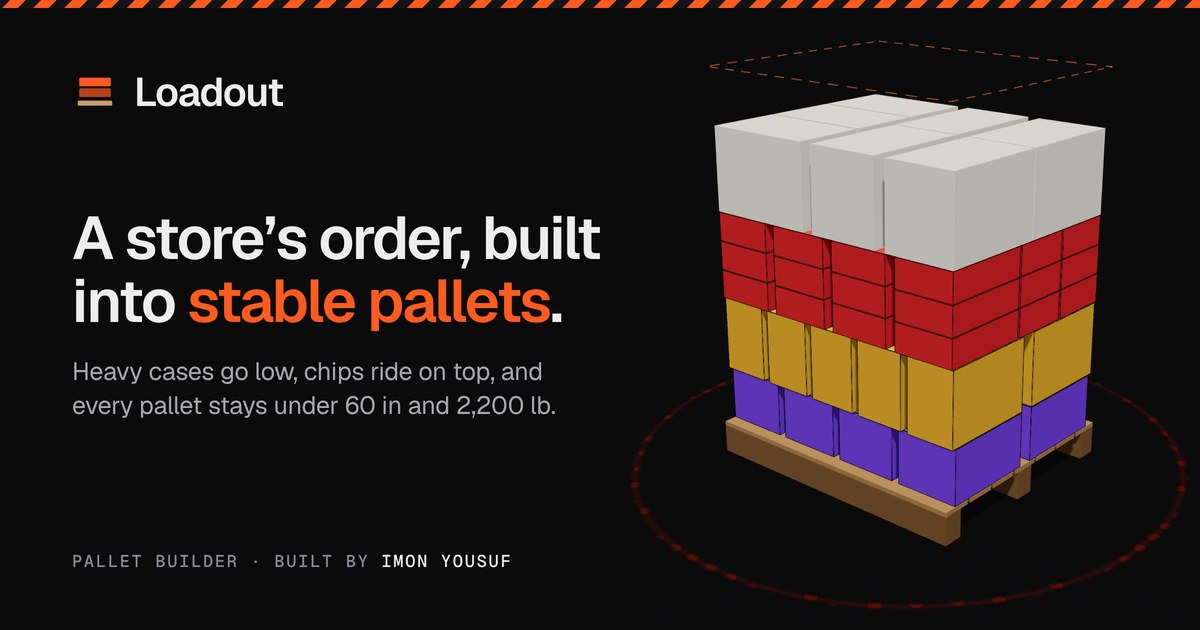 Loadout
A store’s order, built
into stable pallets.
Heavy cases go low, chips ride on top, and
every pallet stays under 60 in and 2,200 lb.
PALLET BUILDER · BUILT BY IMON YOUSUF